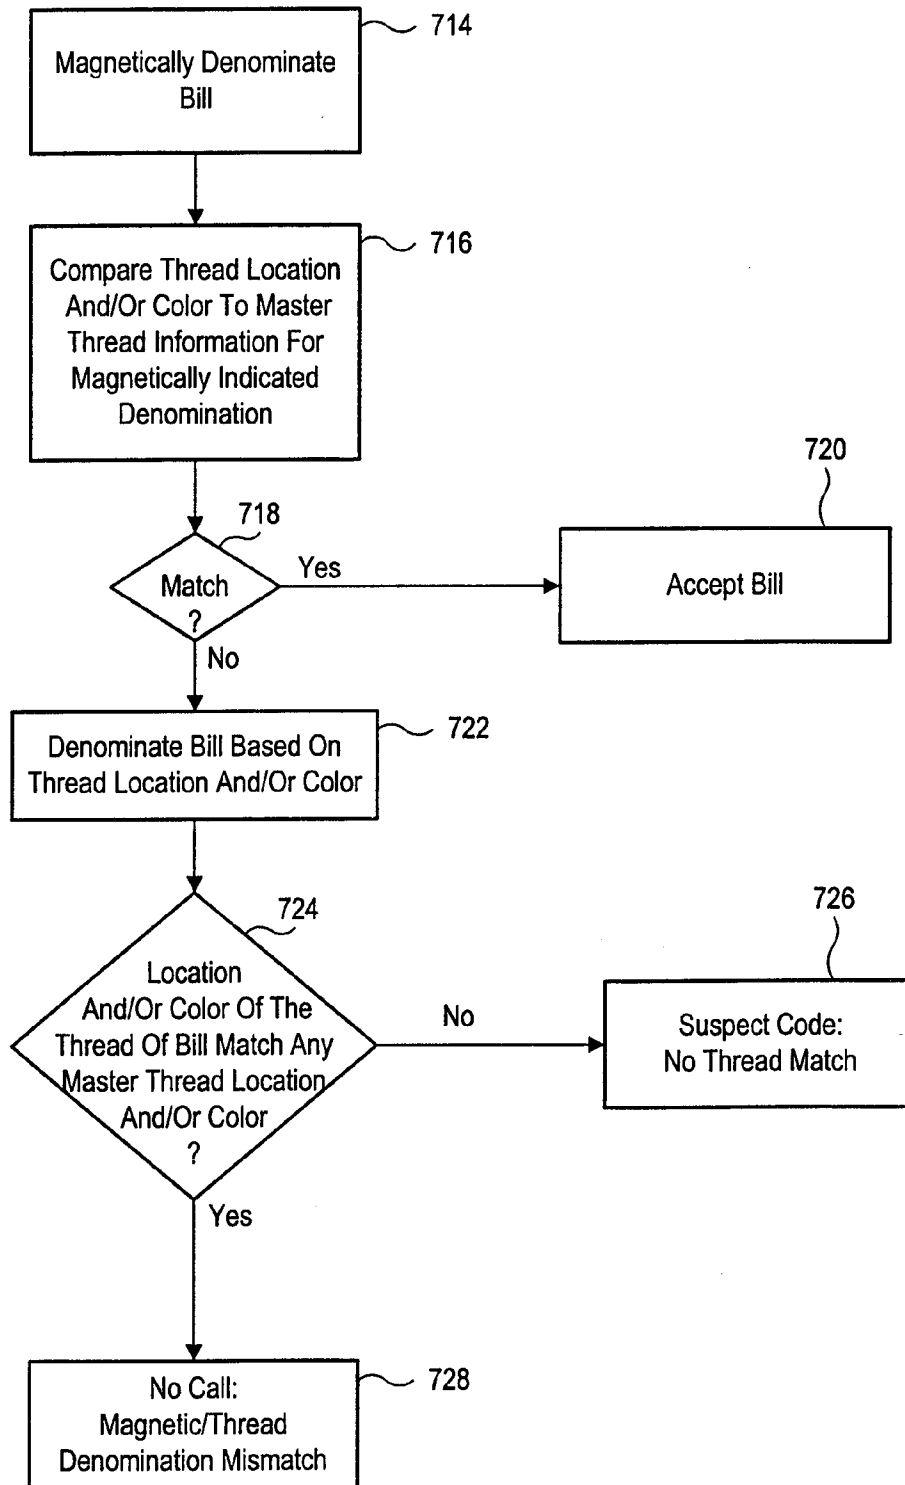 714
Magnetically Denominate
Bill
716
Compare Thread Location
And/Or Color To Master
Thread Information For
Magnetically Indicated
Denomination
718
Match
?
Yes
720
Accept Bill
No
722
Denominate Bill Based On
Thread Location And/Or Color
724
Location
And/Or Color Of The
Thread Of Bill Match Any
Master Thread Location
And/Or Color
?
No
726
Suspect Code:
No Thread Match
Yes
728
No Call:
Magnetic/Thread
Denomination Mismatch